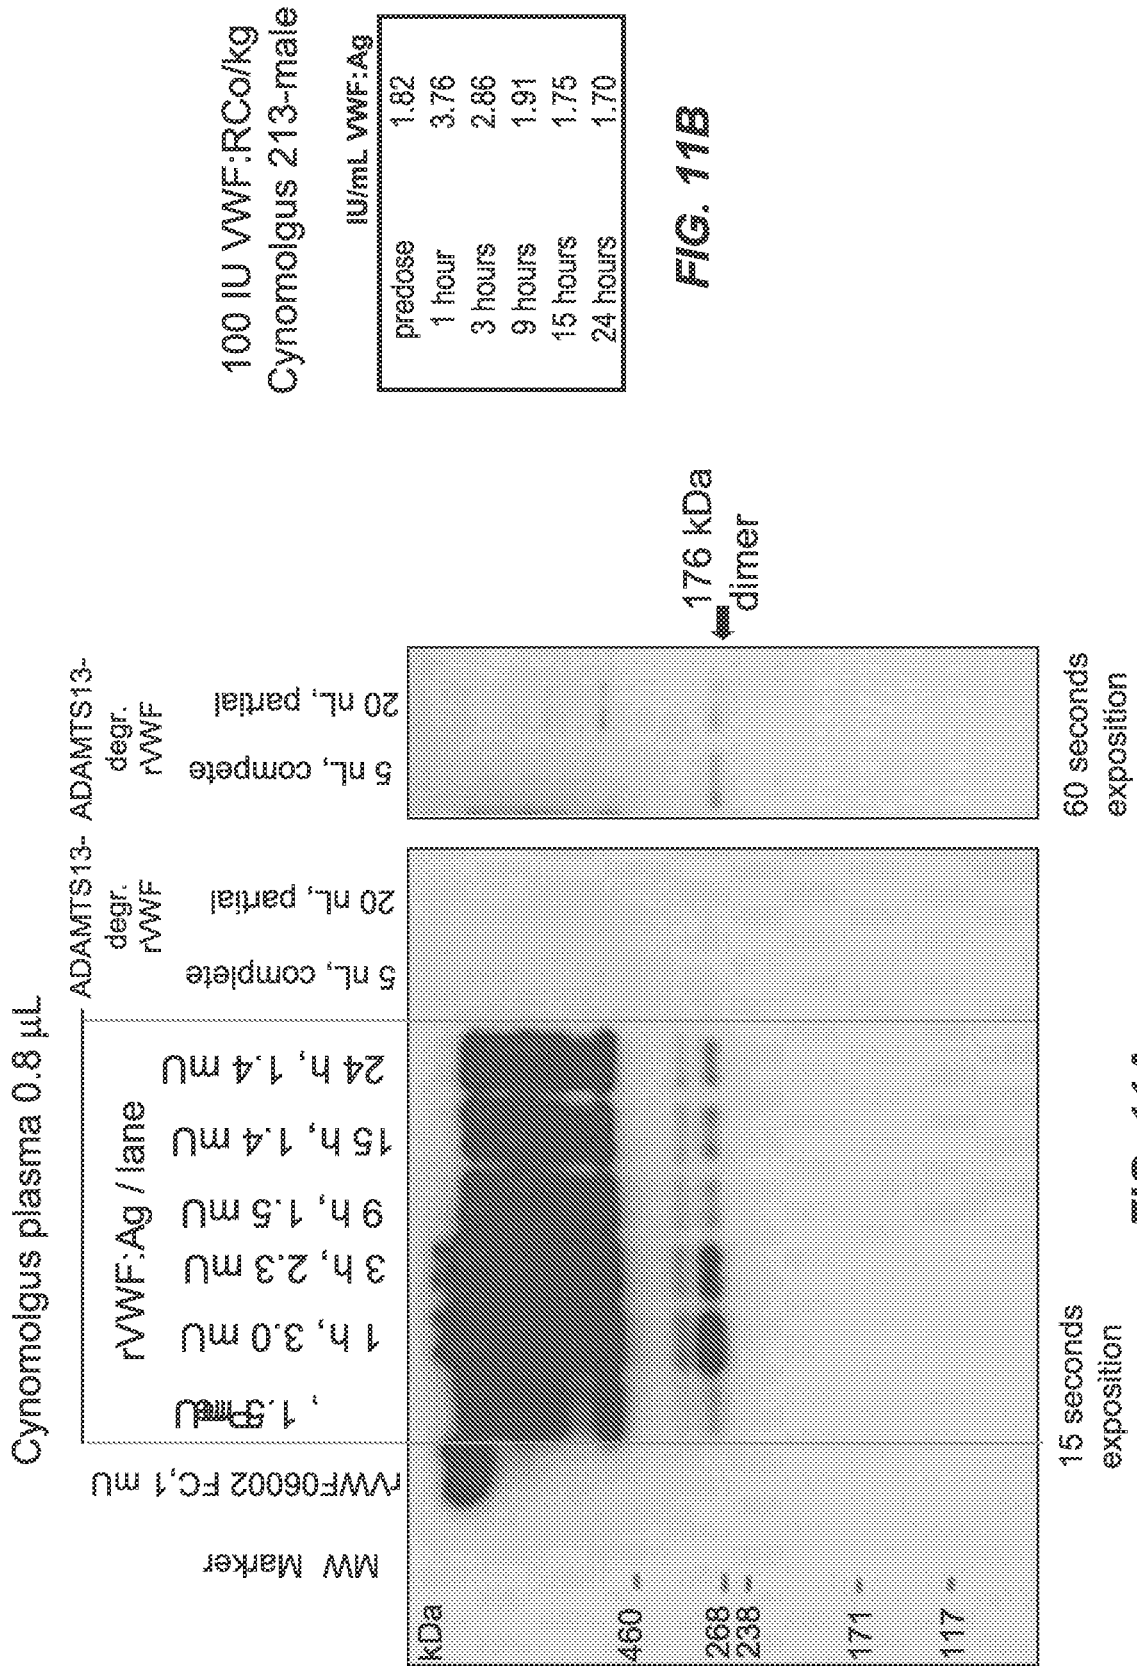 Cynomolgus plasma 0.8 µL
rVWF:Ag / lane
ADAMTS13-
degr.
rVWF
ADAMTS13-
degr.
rVWF
MW Marker
rVWF06002 FC,1 mU
, 1.5
1 h, 3.0 mU
3 h, 2.3 mU
9 h, 1.5 mU
15 h, 1.4 mU
24 h, 1.4 mU
5 nL, complete
20 nL, partial
5 nL, compete
20 nL, partial
kDa
460
268
238
171
117
176 kDa
dimer
15 seconds
exposition
60 seconds
exposition
100 IU VWF:RCo/kg
Cynomolgus 213-male
IU/mL VWF:Ag
predose 1.82
1 hour 3.76
3 hours 2.86
9 hours 1.91
15 hours 1.75
24 hours 1.70
FIG. 11B